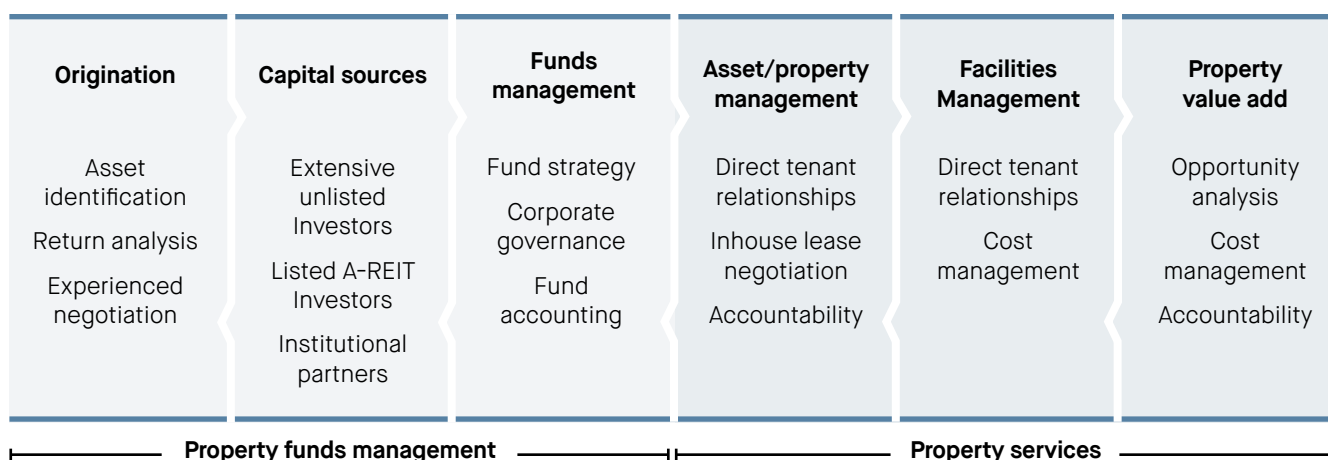 Origination
Asset
identification
Return analysis
Experienced
negotiation
Capital sources
Extensive
unlisted
Investors
Listed A-REIT
Investors
Institutional
partners
Funds
management
Fund strategy
Corporate
governance
Fund
accounting
Asset/property
management
Direct tenant
relationships
Inhouse lease
negotiation
Accountability
Facilities
Management
Direct tenant
relationships
Cost
management
Property
value add
Opportunity
analysis
Cost
management
Accountability
Property funds management
Property services